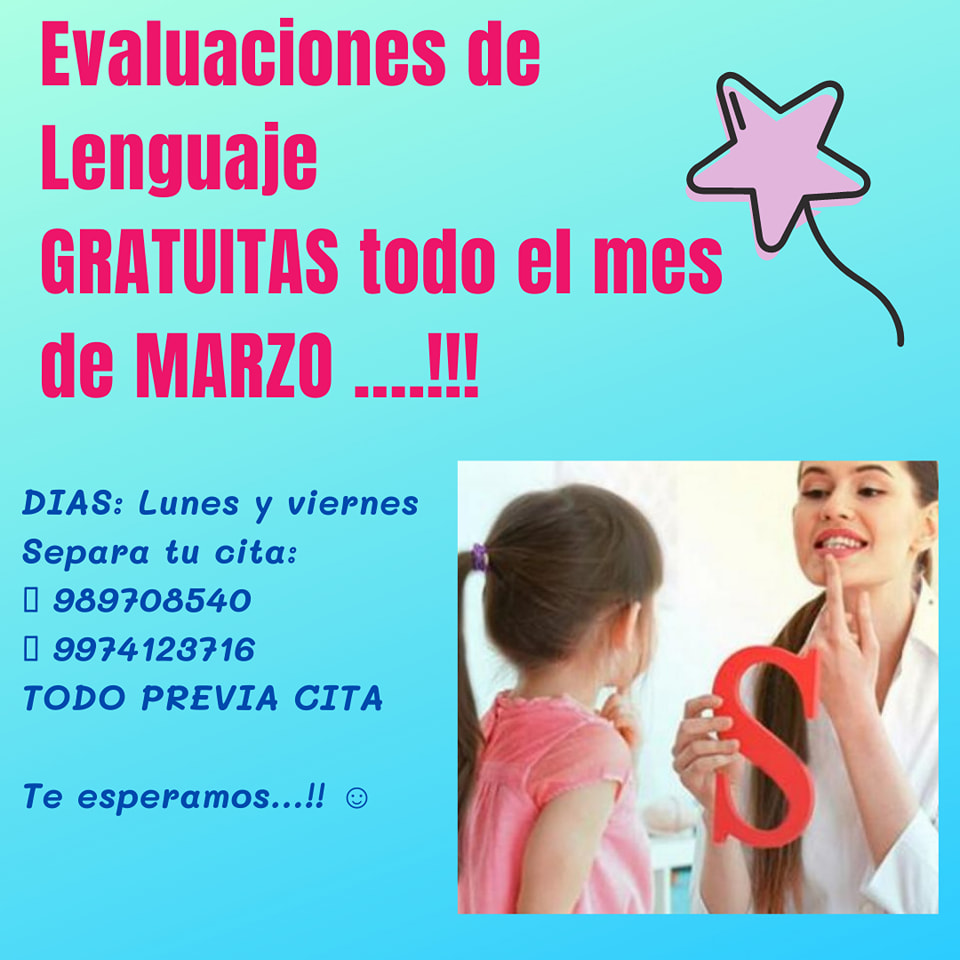 Evaluaciones de
Lenguaje
GRATUITAS todo el mes
de MARZO ....!!!
DIAS: Lunes y viernes
Separa tu cita:
▯ 989708540
▯ 9974123716
TODO PREVIA CITA
Te esperamos...!! ☺
S